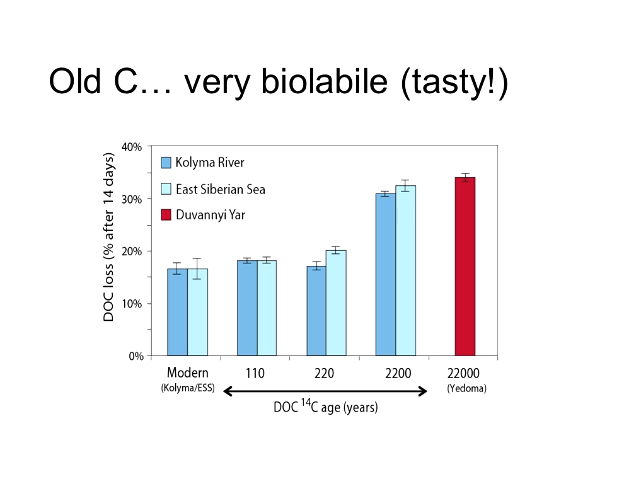 Old C… very biolabile (tasty!)
DOC loss (% after 14 days)
40%
30%
20%
10%
0%
Kolyma River
East Siberian Sea
Duvannyi Yar
Modern 110 220 2200 22000
(Kolyma/ESS) (Yedoma)
DOC ¹⁴C age (years)